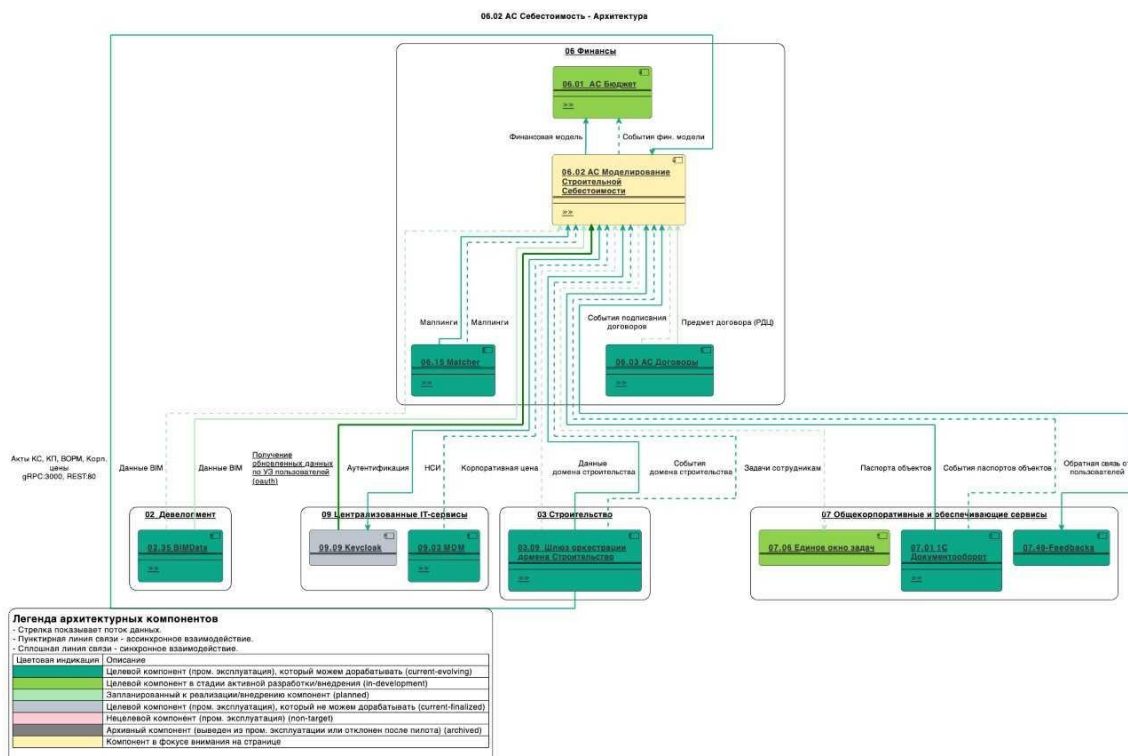 06.02 АС Себестоимость - Архитектура
06 Финансы
06.01 АС Бюджет
>>
Финансовая модель
События фин. модели
06.02 АС Моделирование
Строительной
Себестоимости
>>
Маппинги
Маппинги
События подписания
договоров
Предмет договора (РДЦ)
06.15 Matcher
>>
06.03 АС Договоры
>>
Акты КС, КП, ВОРМ, Корп.
цены
gRPC:3000, REST:80
Данные BIM
Данные BIM
Получение
обновленных данных
по УЗ пользователей
(oauth)
Аутентификация
НСИ
Корпоративная цена
Данные
домена строительства
События
домена строительства
Задачи сотрудникам
Паспорта объектов
События паспортов объектов
Обратная связь от
пользователей
02_Девелопмент
09 Централизованные IT-сервисы
03 Строительство
07 Общекорпоративные и обеспечивающие сервисы
02.35 BIMData
>>
09.09 Keycloak
09.03 MDM
>>
03.09 Шлюз оркестрации
домена Строительство
>>
07.06 Единое окно задач
07.01 1С
Документооборот
>>
07.49-Feedbacks
Легенда архитектурных компонентов
- Стрелка показывает поток данных.
- Пунктирная линия связи - ассинхронное взаимодействие.
- Сплошная линия связи - синхронное взаимодействие.
Цветовая индикация Описание
Целевой компонент (пром. эксплуатация), который можем дорабатывать (current-evolving)
Целевой компонент в стадии активной разработки/внедрения (in-development)
Запланированный к реализации/внедрению компонент (planned)
Целевой компонент (пром. эксплуатация), который не можем дорабатывать (current-finalized)
Нецелевой компонент (пром. эксплуатация) (non-target)
Архивный компонент (выведен из пром. эксплуатации или отклонен после пилота) (archived)
Компонент в фокусе внимания на странице